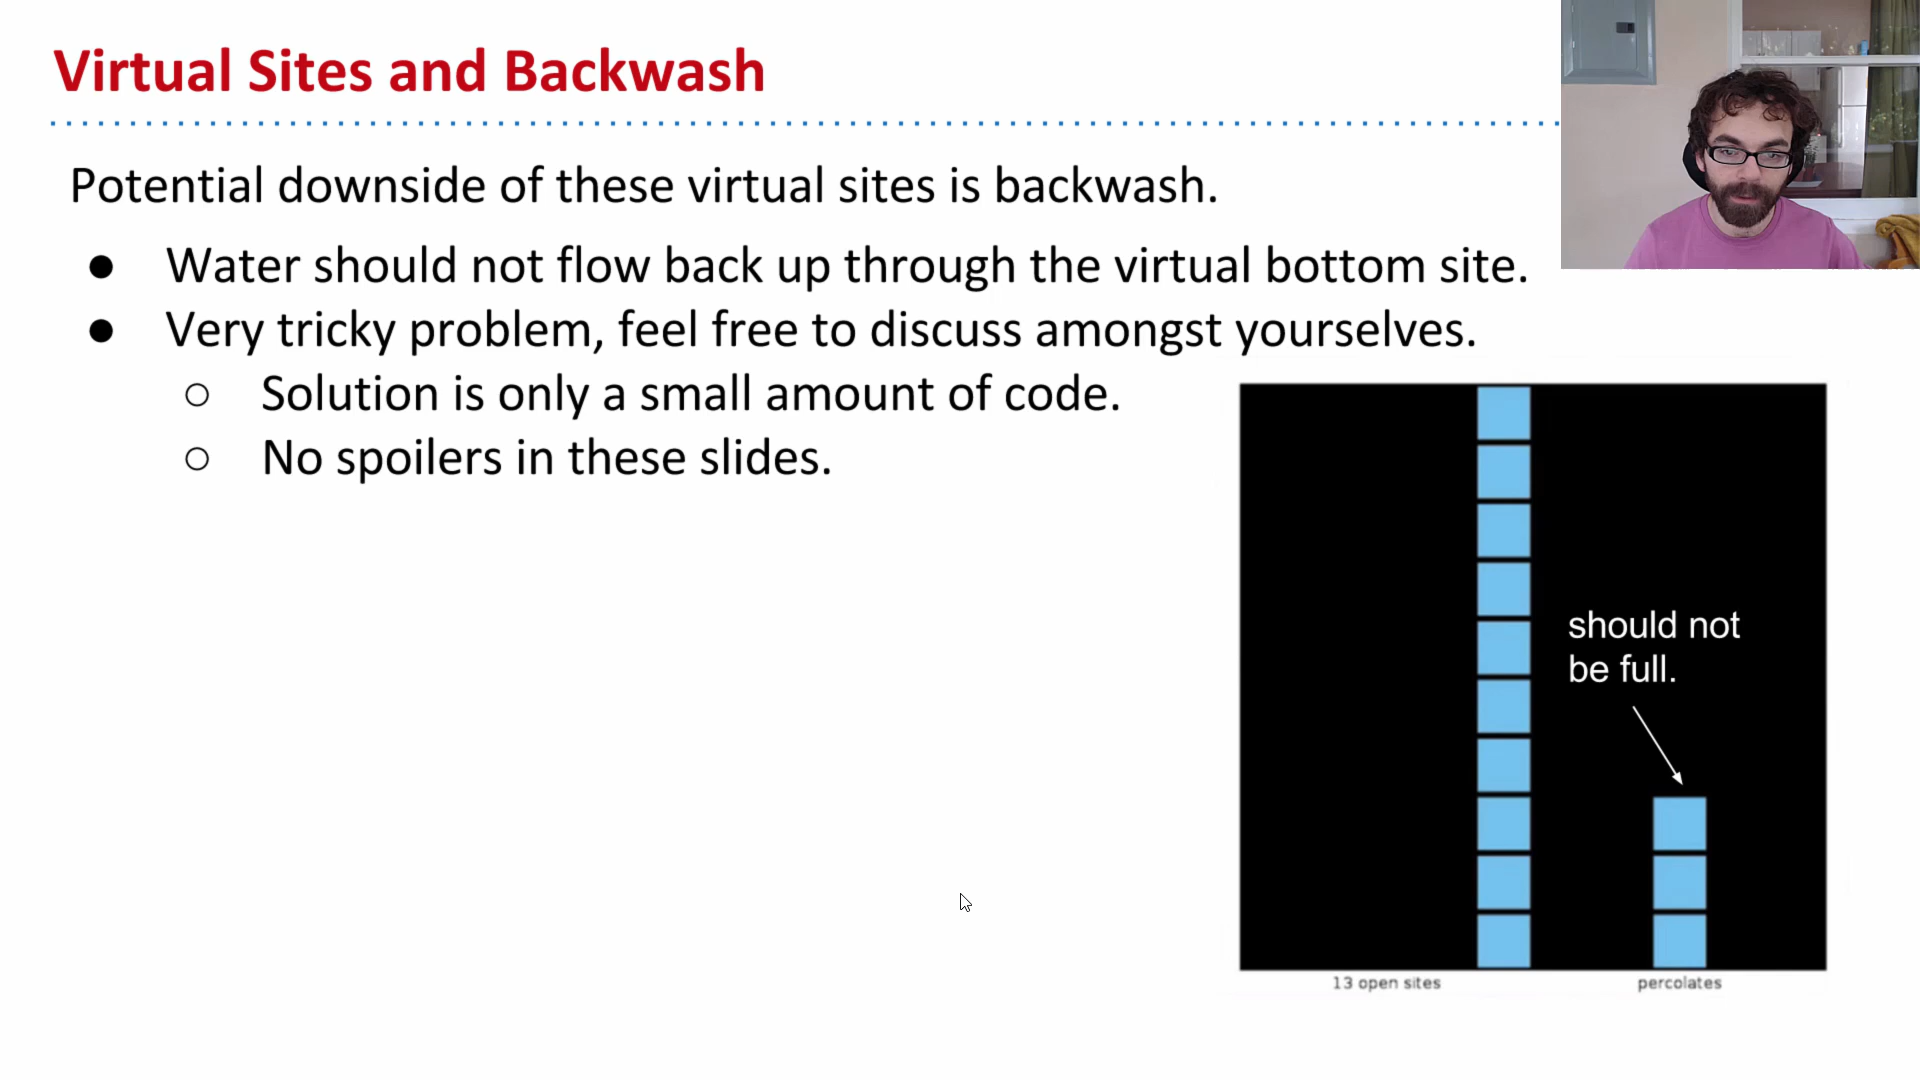 Virtual Sites and Backwash
Potential downside of these virtual sites is backwash.
● Water should not flow back up through the virtual bottom site.
● Very tricky problem, feel free to discuss amongst yourselves.
○ Solution is only a small amount of code.
○ No spoilers in these slides.
should not
be full.
13 open sites
percolates